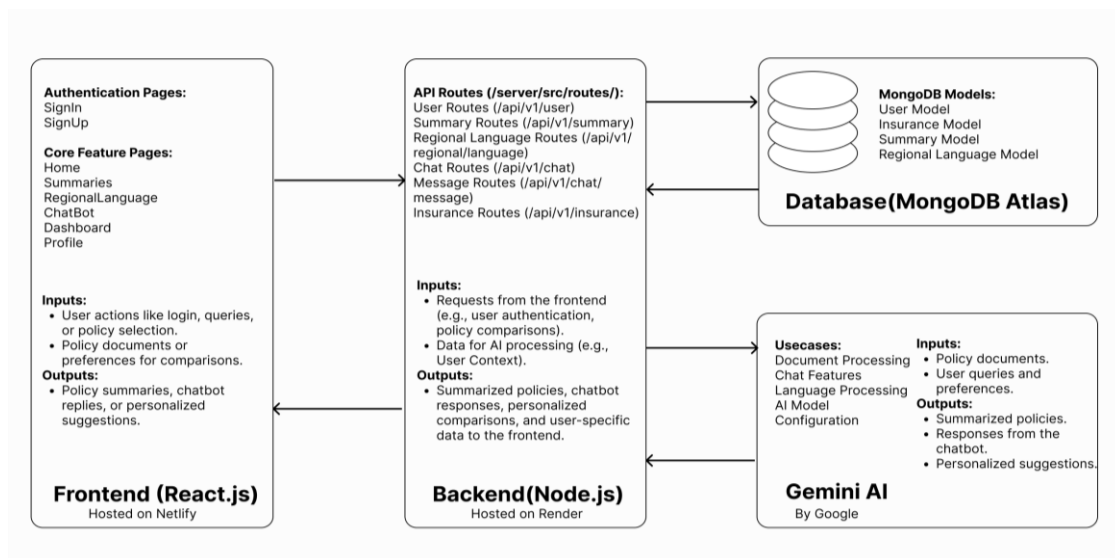 Authentication Pages:
SignIn
SignUp
Core Feature Pages:
Home
Summaries
RegionalLanguage
ChatBot
Dashboard
Profile
Inputs:
• User actions like login, queries,
or policy selection.
• Policy documents or
preferences for comparisons.
Outputs:
• Policy summaries, chatbot
replies, or personalized
suggestions.
Frontend (React.js)
Hosted on Netlify
API Routes (/server/src/routes/):
User Routes (/api/v1/user)
Summary Routes (/api/v1/summary)
Regional Language Routes (/api/v1/
regional/language)
Chat Routes (/api/v1/chat)
Message Routes (/api/v1/chat/
message)
Insurance Routes (/api/v1/insurance)
Inputs:
• Requests from the frontend
(e.g., user authentication,
policy comparisons).
• Data for AI processing (e.g.,
User Context).
Outputs:
• Summarized policies, chatbot
responses, personalized
comparisons, and user-specific
data to the frontend.
Backend(Node.js)
Hosted on Render
MongoDB Models:
User Model
Insurance Model
Summary Model
Regional Language Model
Database(MongoDB Atlas)
Usecases:
Document Processing
Chat Features
Language Processing
AI Model
Configuration
Inputs:
• Policy documents.
• User queries and
preferences.
Outputs:
• Summarized policies.
• Responses from the
chatbot.
• Personalized suggestions.
Gemini AI
By Google